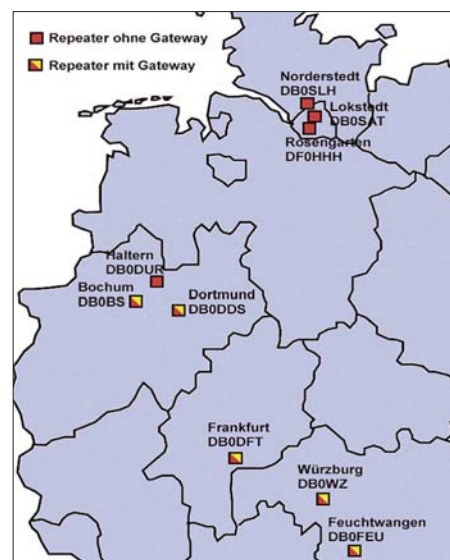 Repeater ohne Gateway
Repeater mit Gateway
Norderstedt
DB0SLH
Lokstedt
DB0SAT
Rosengarten
DF0HHH
Haltern
DB0DUR
Bochum
DB0BS
Dortmund
DB0DDS
Frankfurt
DB0DFT
Würzburg
DB0WZ
Feuchtwangen
DB0FEU